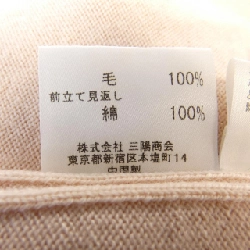 毛 100%
前立て見返し
綿 100%
株式会社 三陽商会
東京都新宿区本塩町14
中国製